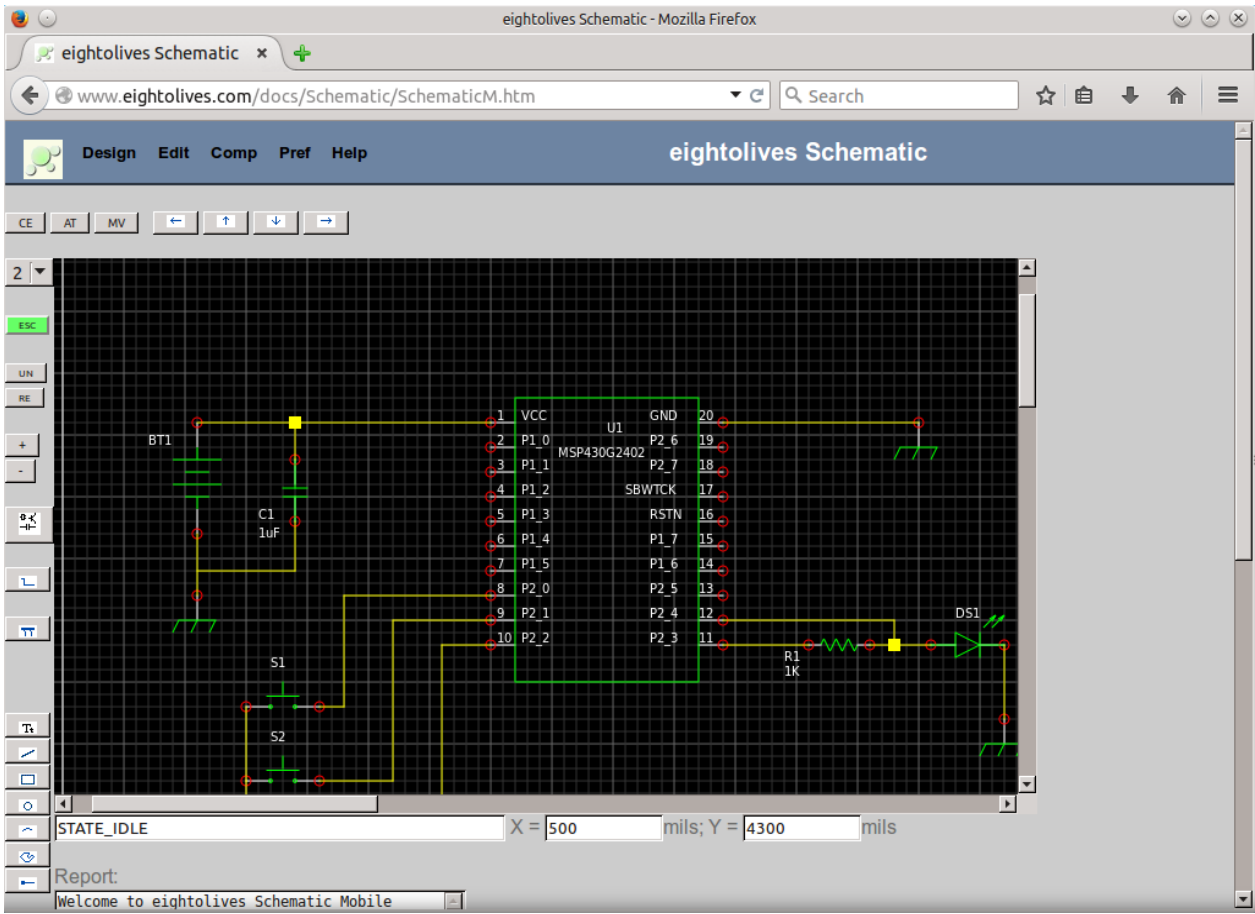 eightolives Schematic - Mozilla Firefox
eightolives Schematic
www.eightolives.com/docs/Schematic/SchematicM.htm
Search
Design Edit Comp Pref Help
eightolives Schematic
CE AT MV
2
ESC
UN
RE
+
-
BT1
C1
1uF
1 VCC GND 20
U1
2 P1_0 P2_6 19
MSP430G2402
3 P1_1 P2_7 18
4 P1_2 SBWTCK 17
5 P1_3 RSTN 16
6 P1_4 P1_7 15
7 P1_5 P1_6 14
8 P2_0 P2_5 13
9 P2_1 P2_4 12
10 P2_2 P2_3 11
DS1
R1
1K
S1
S2
Tt
STATE_IDLE
X = 500 mils; Y = 4300 mils
Report:
Welcome to eightolives Schematic Mobile